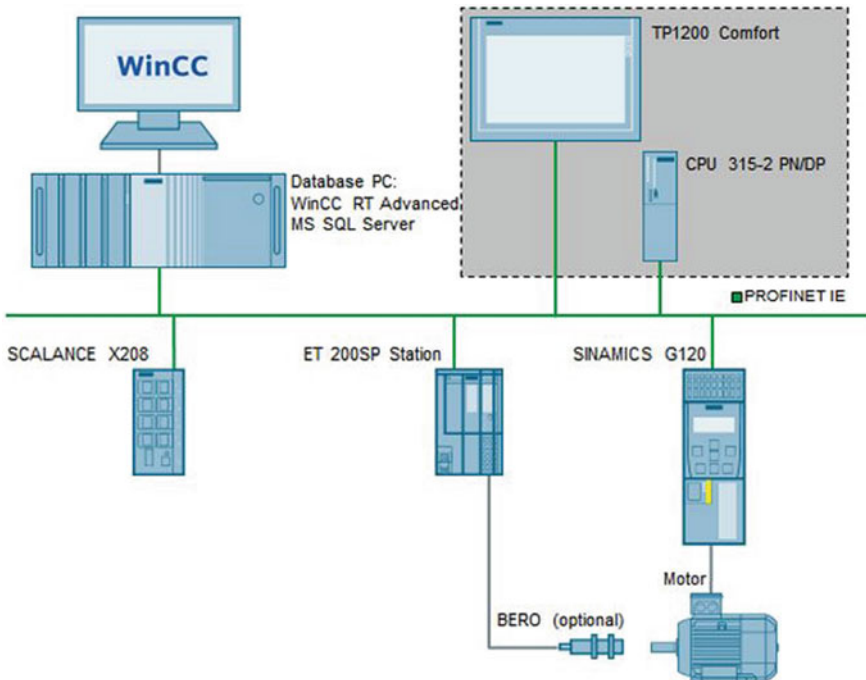 WinCC
TP1200 Comfort
CPU 315-2 PN/DP
Database PC:
WinCC RT Advanced
MS SQL Server
PROFINET IE
SCALANCE X208
ET 200SP Station
SINAMICS G120
Motor
BERO (optional)